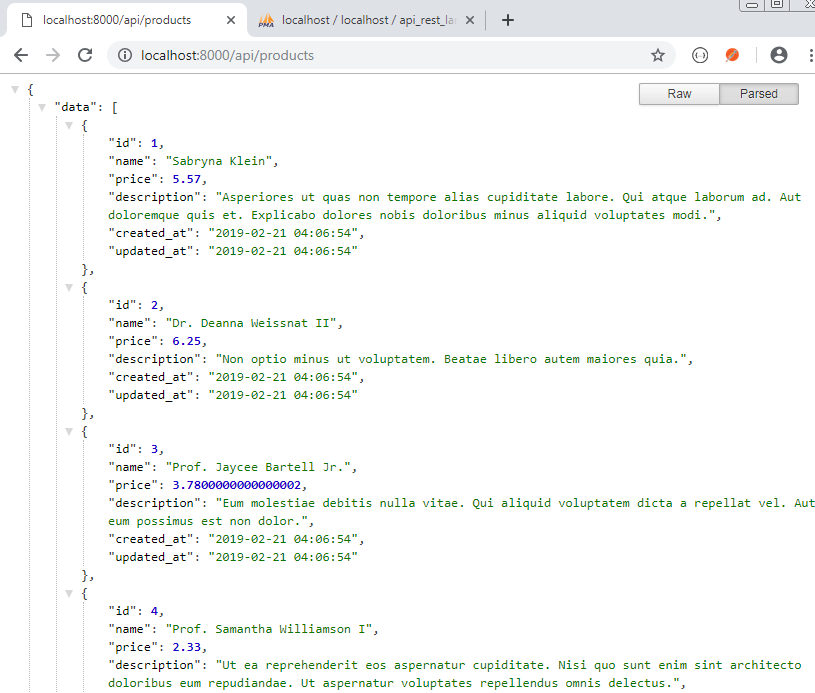 localhost:8000/api/products
PMA localhost / localhost / api_rest_la
localhost:8000/api/products
Raw Parsed
{
"data": [
{
"id": 1,
"name": "Sabryna Klein",
"price": 5.57,
"description": "Asperiores ut quas non tempore alias cupiditate labore. Qui atque laborum ad. Aut
doloremque quis et. Explicabo dolores nobis doloribus minus aliquid voluptates modi.",
"created_at": "2019-02-21 04:06:54",
"updated_at": "2019-02-21 04:06:54"
},
{
"id": 2,
"name": "Dr. Deanna Weissnat II",
"price": 6.25,
"description": "Non optio minus ut voluptatem. Beatae libero autem maiores quia.",
"created_at": "2019-02-21 04:06:54",
"updated_at": "2019-02-21 04:06:54"
},
{
"id": 3,
"name": "Prof. Jaycee Bartell Jr.",
"price": 3.7800000000000002,
"description": "Eum molestiae debitis nulla vitae. Qui aliquid voluptatem dicta a repellat vel. Aut
eum possimus est non dolor.",
"created_at": "2019-02-21 04:06:54",
"updated_at": "2019-02-21 04:06:54"
},
{
"id": 4,
"name": "Prof. Samantha Williamson I",
"price": 2.33,
"description": "Ut ea reprehenderit eos aspernatur cupiditate. Nisi quo sunt enim sint architecto
doloribus eum repudiandae. Ut aspernatur voluptates repellendus omnis delectus.",